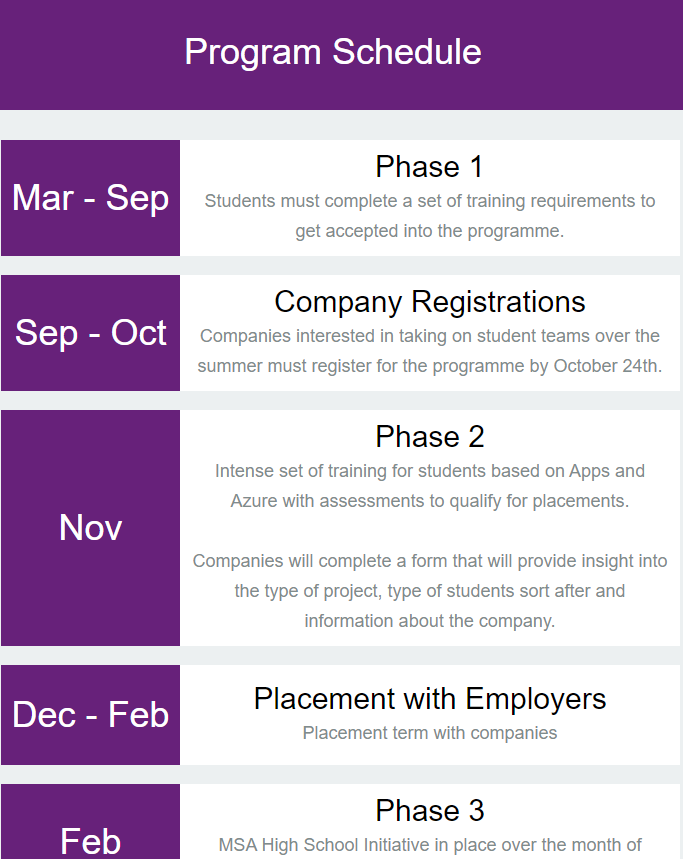 Program Schedule
Mar - Sep
Phase 1
Students must complete a set of training requirements to
get accepted into the programme.
Sep - Oct
Company Registrations
Companies interested in taking on student teams over the
summer must register for the programme by October 24th.
Nov
Phase 2
Intense set of training for students based on Apps and
Azure with assessments to qualify for placements.
Companies will complete a form that will provide insight into
the type of project, type of students sort after and
information about the company.
Dec - Feb
Placement with Employers
Placement term with companies
Feb
Phase 3
MSA High School Initiative in place over the month of